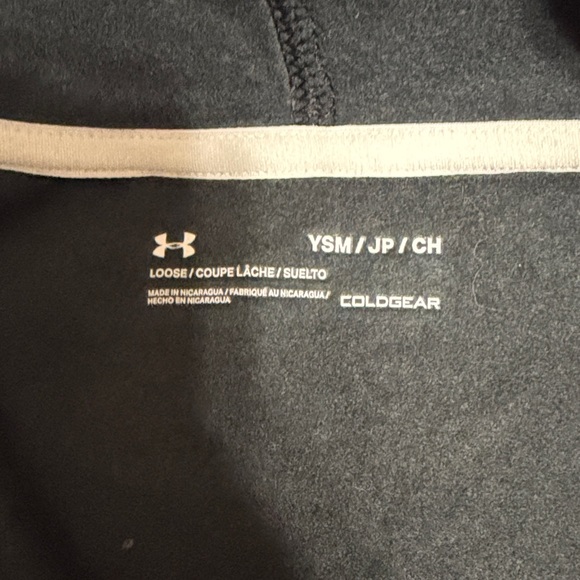 YSM / JP / CH
LOOSE / COUPE LÂCHE / SUELTO
MADE IN NICARAGUA / FABRIQUÉ AU NICARAGUA /
HECHO EN NICARAGUA
COLDGEAR